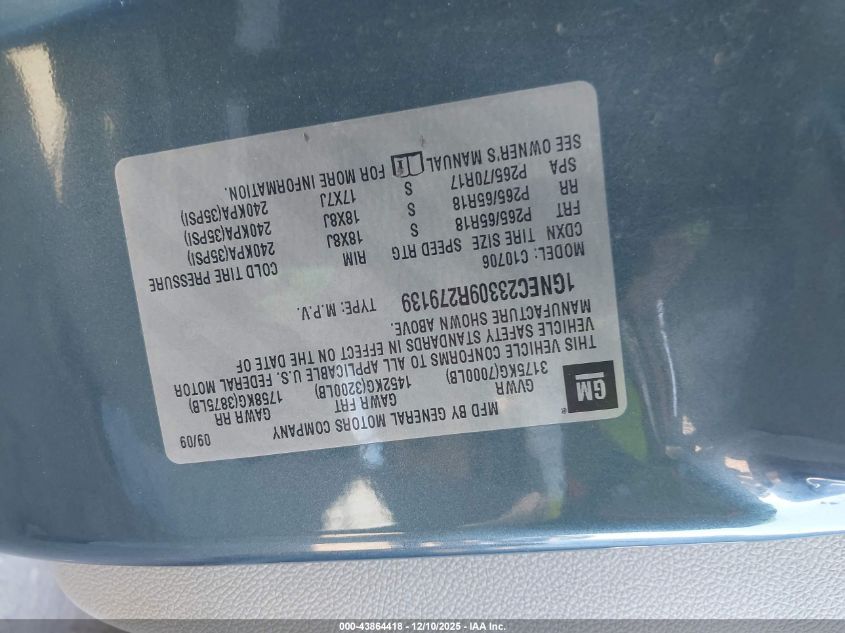 MFD BY GENERAL MOTORS COMPANY 09/09
GM
GVWR GAWR FRT GAWR RR
3175KG(7000LB) 1452KG(3200LB) 1758KG(3875LB)
THIS VEHICLE CONFORMS TO ALL APPLICABLE U.S. FEDERAL MOTOR
VEHICLE SAFETY STANDARDS IN EFFECT ON THE DATE OF
MANUFACTURE SHOWN ABOVE.
1GNEC23309R279139 TYPE: M.P.V.
MODEL: C10706
CDXN TIRE SIZE SPEED RTG RIM COLD TIRE PRESSURE
FRT P265/65R18 S 18X8J 240KPA(35PSI)
RR P265/65R18 S 18X8J 240KPA(35PSI)
SPA P265/70R17 S 17X7J 240KPA(35PSI)
SEE OWNER'S MANUAL FOR MORE INFORMATION.
000-43864418 - 12/10/2025 - IAA Inc.